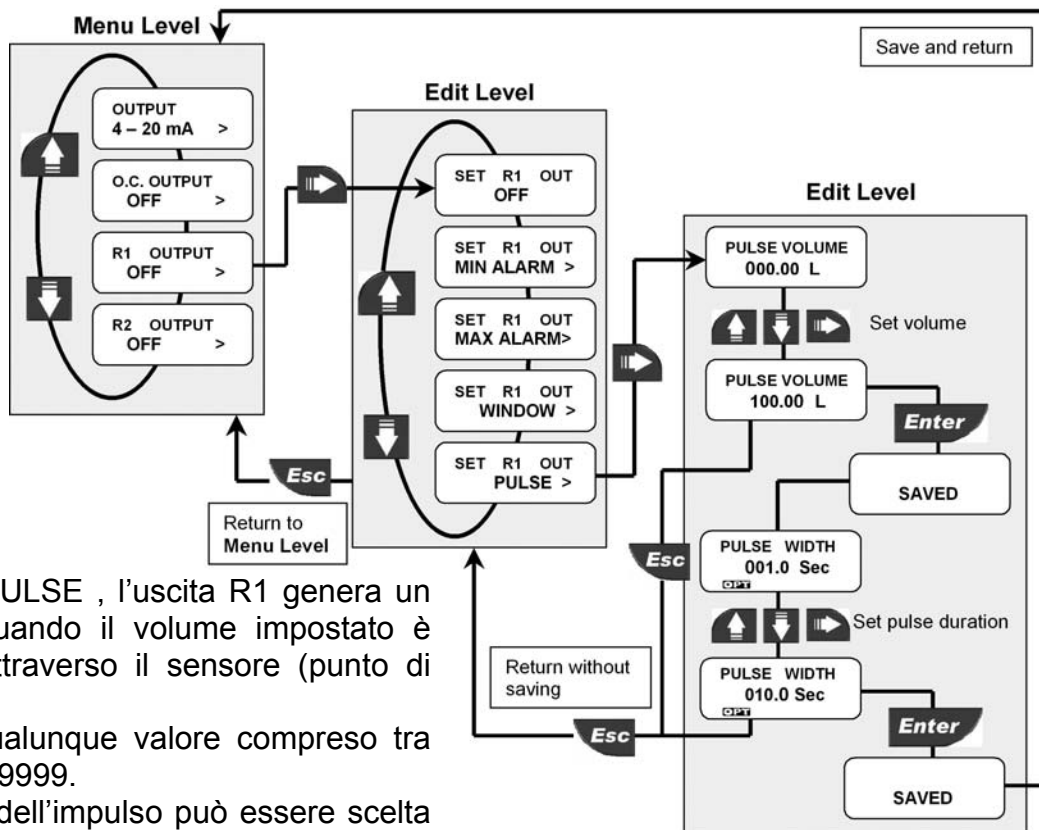 Menu Level
OUTPUT
4 – 20 mA >
O.C. OUTPUT
OFF >
R1 OUTPUT
OFF >
R2 OUTPUT
OFF >
Esc
Return to
Menu Level
Edit Level
SET R1 OUT
OFF
SET R1 OUT
MIN ALARM >
SET R1 OUT
MAX ALARM>
SET R1 OUT
WINDOW >
SET R1 OUT
PULSE >
Save and return
Edit Level
PULSE VOLUME
000.00 L
Set volume
PULSE VOLUME
100.00 L
Enter
SAVED
PULSE WIDTH
001.0 Sec
OPT
Set pulse duration
PULSE WIDTH
010.0 Sec
OPT
Enter
SAVED
Esc
Return without
saving
Esc
ULSE , l'uscita R1 genera un
uando il volume impostato è
ttraverso il sensore (punto di
ualunque valore compreso tra
9999.
dell'impulso può essere scelta